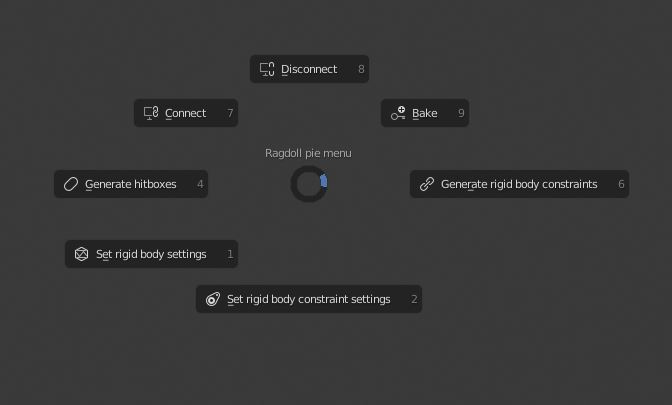 Disconnect 8
Connect 7
Bake 9
Ragdoll pie menu
Generate hitboxes 4
Generate rigid body constraints 6
Set rigid body settings 1
Set rigid body constraint settings 2